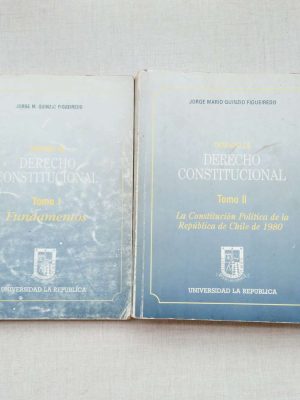 JORGE M. QUINZIO FIGUEIREDO
DERECHO
CONSTITUCIONAL
Tomo I
Fundamentos
UNIVERSIDAD LA REPUBLICA
JORGE MARIO QUINZIO FIGUEIREDO
DERECHO
CONSTITUCIONAL
Tomo II
La Constitución Política de la
República de Chile de 1980
UNIVERSIDAD LA REPUBLICA